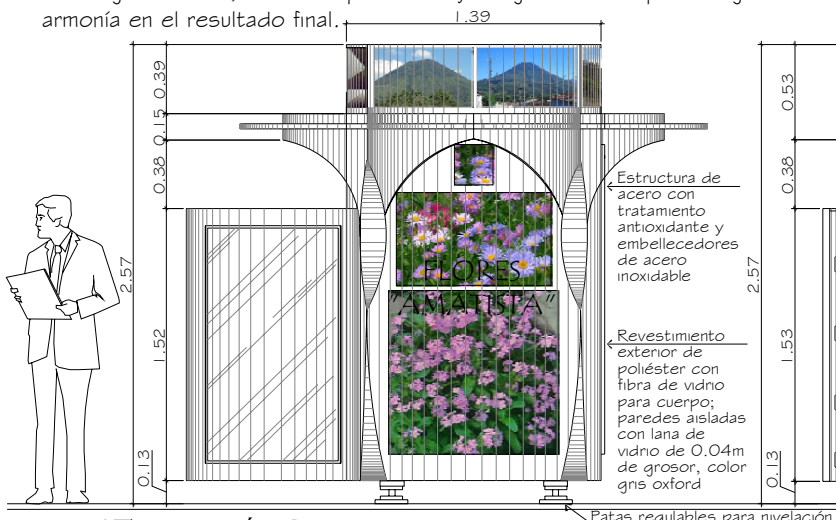 armonía en el resultado final.
1.39
0.39
0.15
0.38
2.57
1.52
0.13
FLORES
"AMATISTA"
Estructura de
acero con
tratamiento
antioxidante y
embellecedores
de acero
inoxidable
Revestimiento
exterior de
poliéster con
fibra de vidrio
para cuerpo;
paredes aisladas
con lana de
vidrio de 0.04m
de grosor, color
gris oxford
Patas regulables para nivelación
2.57
0.53
0.38
1.53
0.13